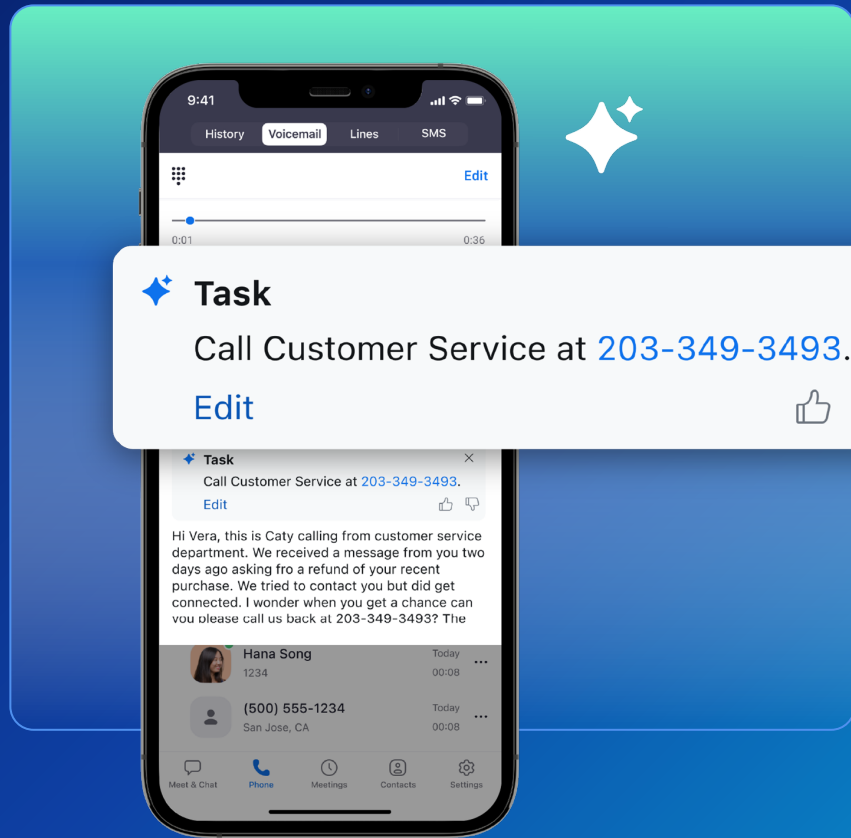 9:41
History Voicemail Lines SMS
Edit
0:01 0:36
Task
Call Customer Service at 203-349-3493.
Edit
Task
Call Customer Service at 203-349-3493.
Edit
Hi Vera, this is Caty calling from customer service
department. We received a message from you two
days ago asking fro a refund of your recent
purchase. We tried to contact you but did get
connected. I wonder when you get a chance can
you please call us back at 203-349-3493? The
Hana Song Today
1234 00:08
(500) 555-1234 Today
San Jose, CA 00:08
Meet & Chat Phone Meetings Contacts Settings